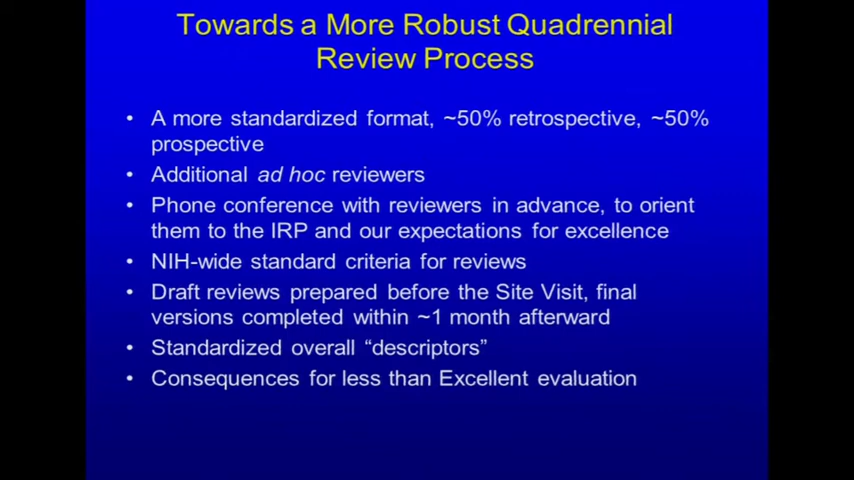 Towards a More Robust Quadrennial
Review Process
• A more standardized format, ~50% retrospective, ~50%
prospective
• Additional ad hoc reviewers
• Phone conference with reviewers in advance, to orient
them to the IRP and our expectations for excellence
• NIH-wide standard criteria for reviews
• Draft reviews prepared before the Site Visit, final
versions completed within ~1 month afterward
• Standardized overall “descriptors”
• Consequences for less than Excellent evaluation